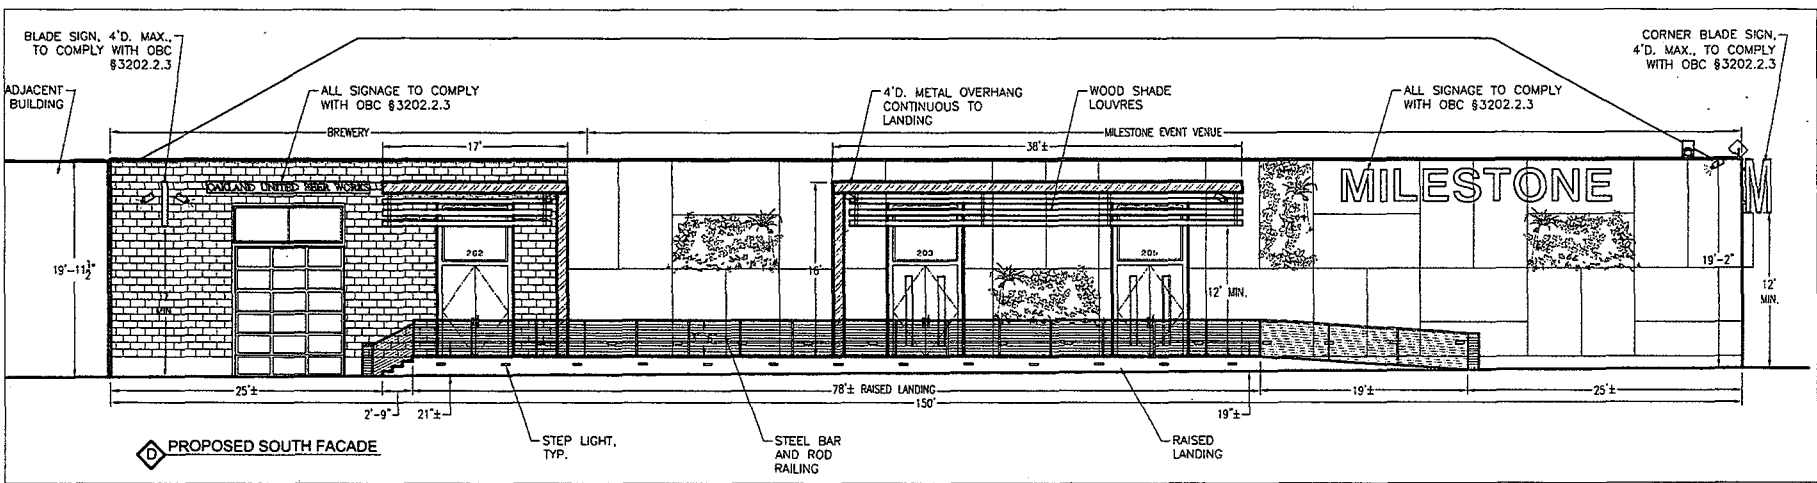 BLADE SIGN, 4'D. MAX.,
TO COMPLY WITH OBC
§3202.2.3
ADJACENT
BUILDING
ALL SIGNAGE TO COMPLY
WITH OBC §3202.2.3
4'D. METAL OVERHANG
CONTINUOUS TO
LANDING
WOOD SHADE
LOUVRES
ALL SIGNAGE TO COMPLY
WITH OBC §3202.2.3
CORNER BLADE SIGN,
4'D. MAX., TO COMPLY
WITH OBC §3202.2.3
BREWERY
MILESTONE EVENT VENUE
17'
38'±
OAKLAND UNITED BEER WORKS
MILESTONE
M
202
203
19'-11½"
16'
19'-2"
12' MIN.
12'
MIN.
MIN
25'±
78'± RAISED LANDING
19'±
25'±
150'
2'-9"
21"±
19"±
STEP LIGHT,
TYP.
STEEL BAR
AND ROD
RAILING
RAISED
LANDING
D PROPOSED SOUTH FACADE